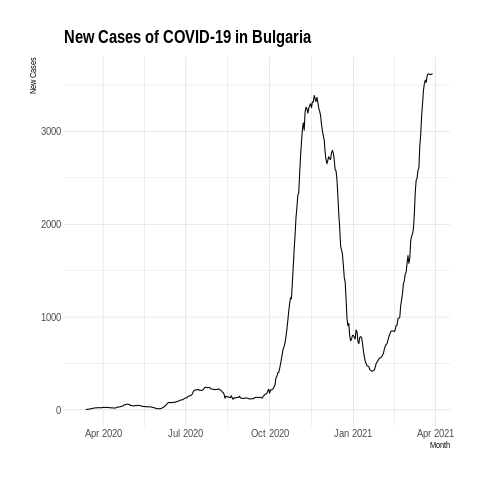 New Cases of COVID-19 in Bulgaria
New Cases
3000
2000
1000
0
Apr 2020 Jul 2020 Oct 2020 Jan 2021 Apr 2021
Month